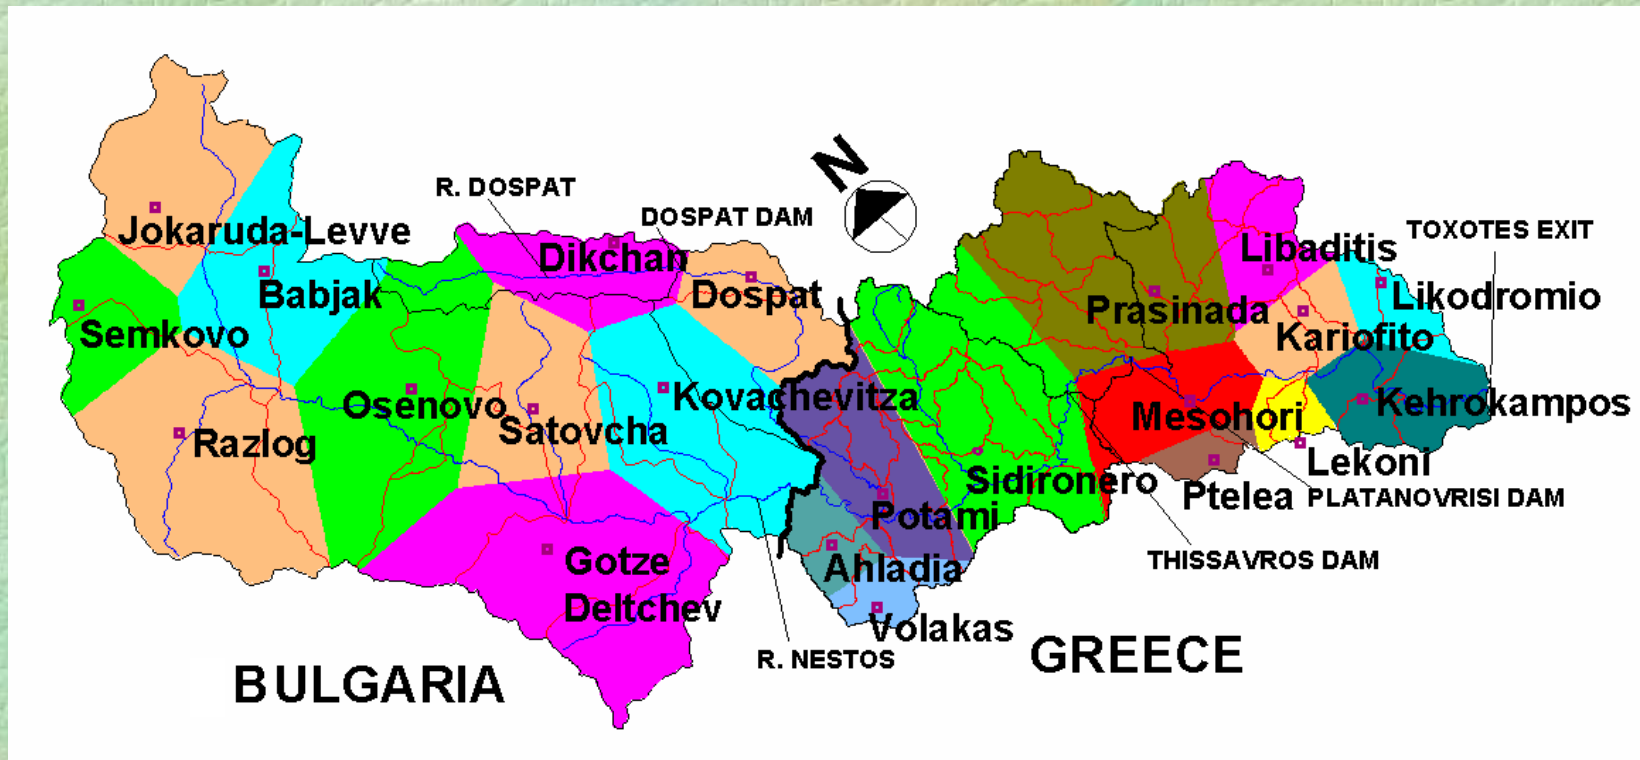 N
R. DOSPAT
DOSPAT DAM
TOXOTES EXIT
Jokaruda-Levve
Dikchan
Libaditis
Babjak
Dospat
Prasinada
Likodromio
Semkovo
Kariofito
Osenovo
Kovachevitza
Mesohori
Kehrokampos
Razlog
Satovcha
Lekoni
Sidironero
Ptelea
PLATANOVRISI DAM
Potami
Gotze
Deltchev
Ahladia
THISSAVROS DAM
Volakas
R. NESTOS
GREECE
BULGARIA